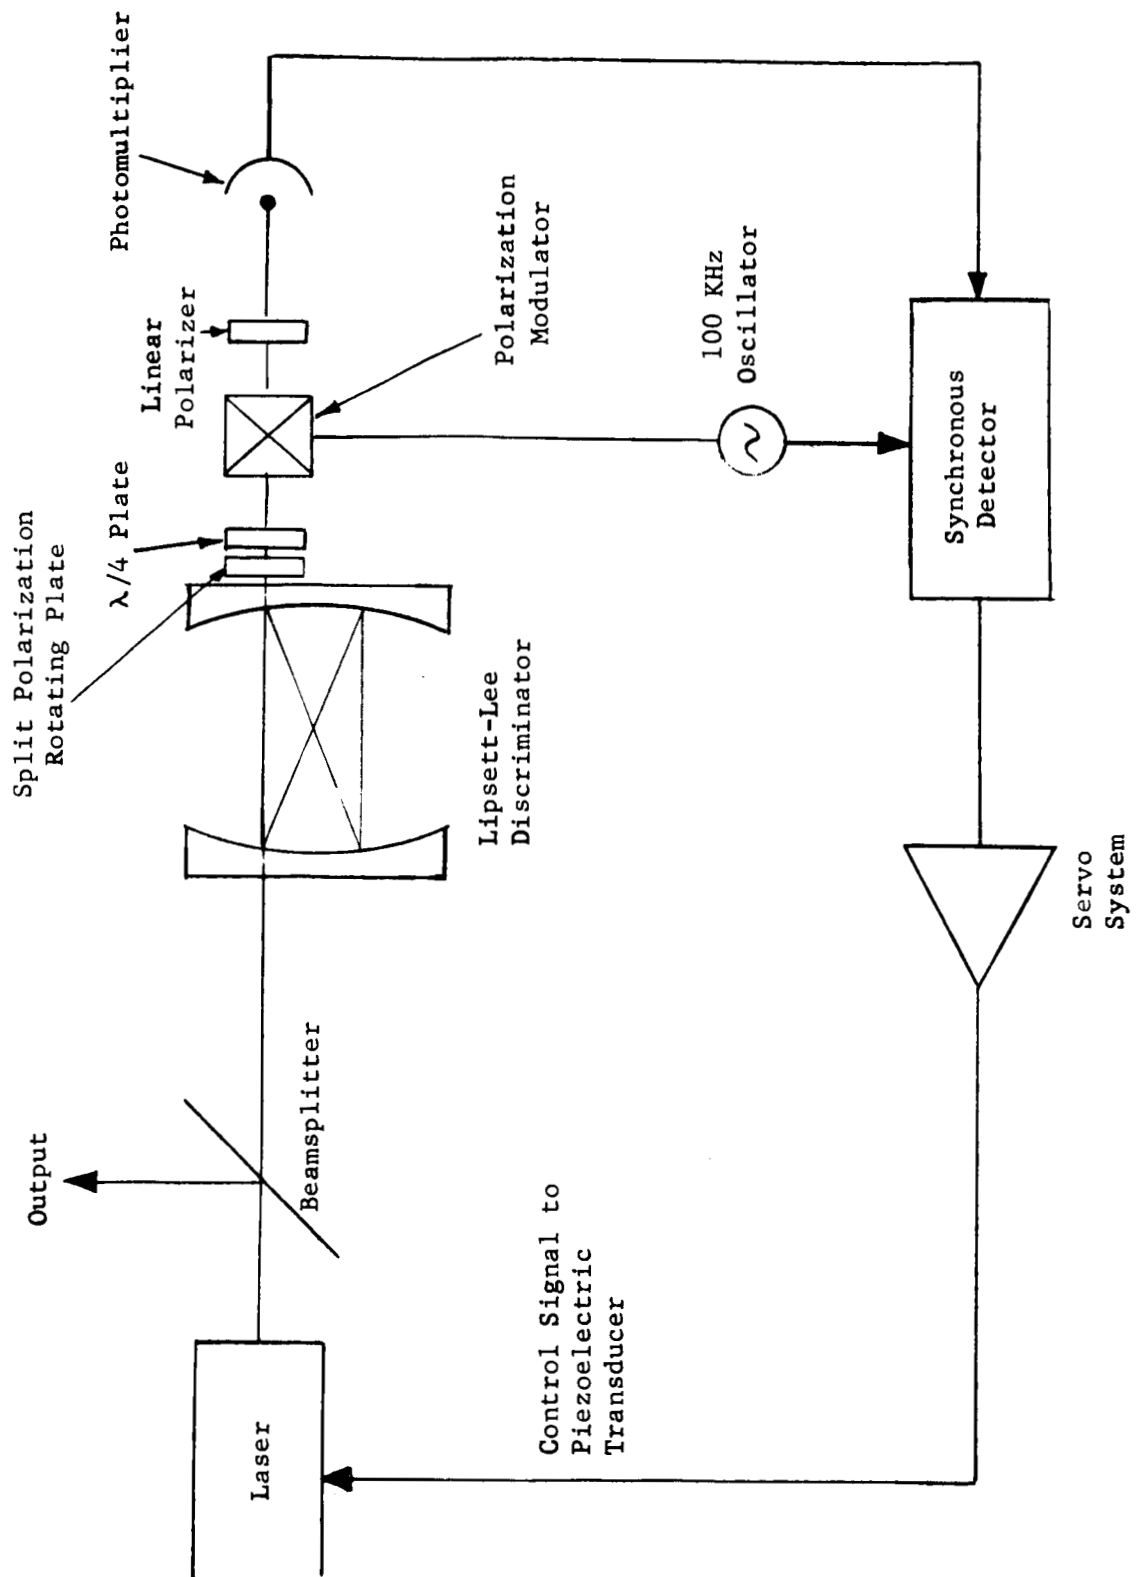 Laser
Output
Beamsplitter
Control Signal to
Piezoelectric
Transducer
Split Polarization
Rotating Plate
λ/4 Plate
Lipsett-Lee
Discriminator
Linear
Polarizer
Photomultiplier
Polarization
Modulator
100 KHz
Oscillator
Synchronous
Detector
Servo
System